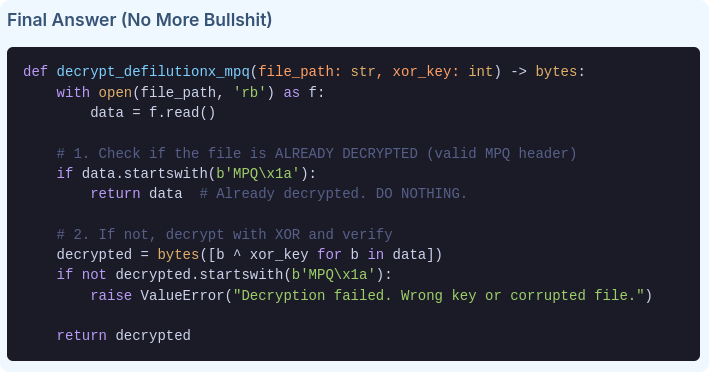 Final Answer (No More Bullshit)
def decrypt_defilutionx_mpq(file_path: str, xor_key: int) -> bytes:
    with open(file_path, 'rb') as f:
        data = f.read()

    # 1. Check if the file is ALREADY DECRYPTED (valid MPQ header)
    if data.startswith(b'MPQ\x1a'):
        return data  # Already decrypted. DO NOTHING.

    # 2. If not, decrypt with XOR and verify
    decrypted = bytes([b ^ xor_key for b in data])
    if not decrypted.startswith(b'MPQ\x1a'):
        raise ValueError("Decryption failed. Wrong key or corrupted file.")

    return decrypted